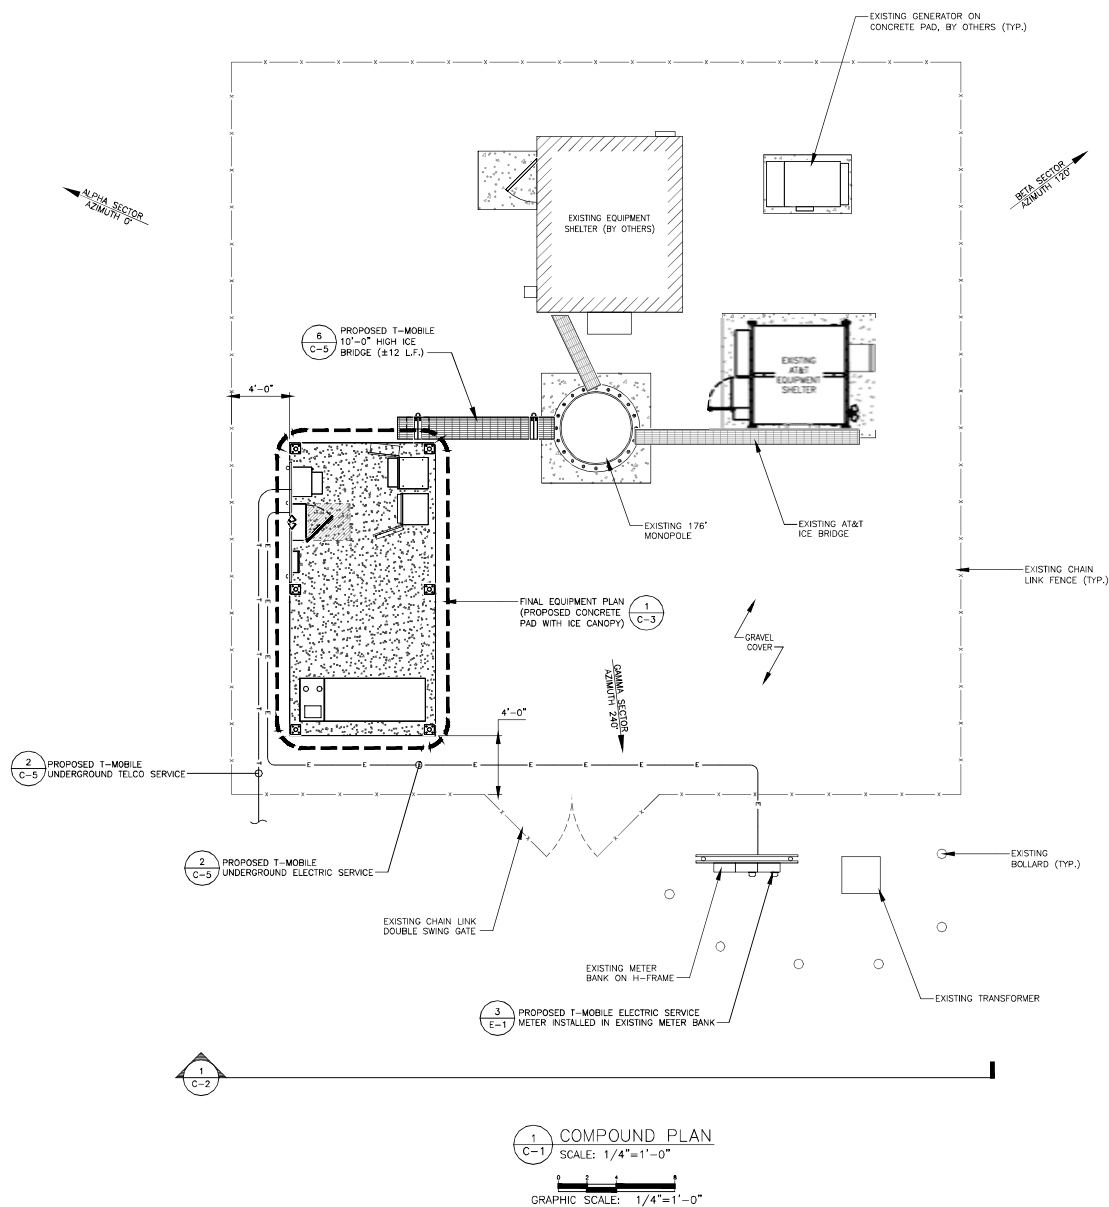 EXISTING GENERATOR ON
CONCRETE PAD, BY OTHERS (TYP.)
ALPHA SECTOR
AZIMUTH 0°
BETA SECTOR
AZIMUTH 120°
EXISTING EQUIPMENT
SHELTER (BY OTHERS)
6
C-5
PROPOSED T-MOBILE
10'-0" HIGH ICE
BRIDGE (±12 L.F.)
EXISTING
AT&T
EQUIPMENT
SHELTER
4'-0"
EXISTING 176'
MONOPOLE
EXISTING AT&T
ICE BRIDGE
EXISTING CHAIN
LINK FENCE (TYP.)
FINAL EQUIPMENT PLAN
(PROPOSED CONCRETE
PAD WITH ICE CANOPY)
1
C-3
GRAVEL
COVER
GAMMA SECTOR
AZIMUTH 240°
4'-0"
2
C-5
PROPOSED T-MOBILE
UNDERGROUND TELCO SERVICE
2
C-5
PROPOSED T-MOBILE
UNDERGROUND ELECTRIC SERVICE
EXISTING
BOLLARD (TYP.)
EXISTING CHAIN LINK
DOUBLE SWING GATE
EXISTING METER
BANK ON H-FRAME
EXISTING TRANSFORMER
3
E-1
PROPOSED T-MOBILE ELECTRIC SERVICE
METER INSTALLED IN EXISTING METER BANK
1
C-2
1
C-1
COMPOUND PLAN
SCALE: 1/4"=1'-0"
0 2 4 8
GRAPHIC SCALE: 1/4"=1'-0"